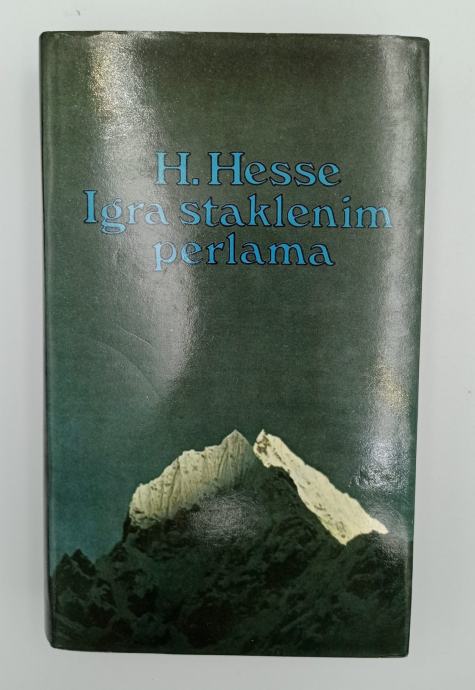 H. Hesse
Igra staklenim
perlama